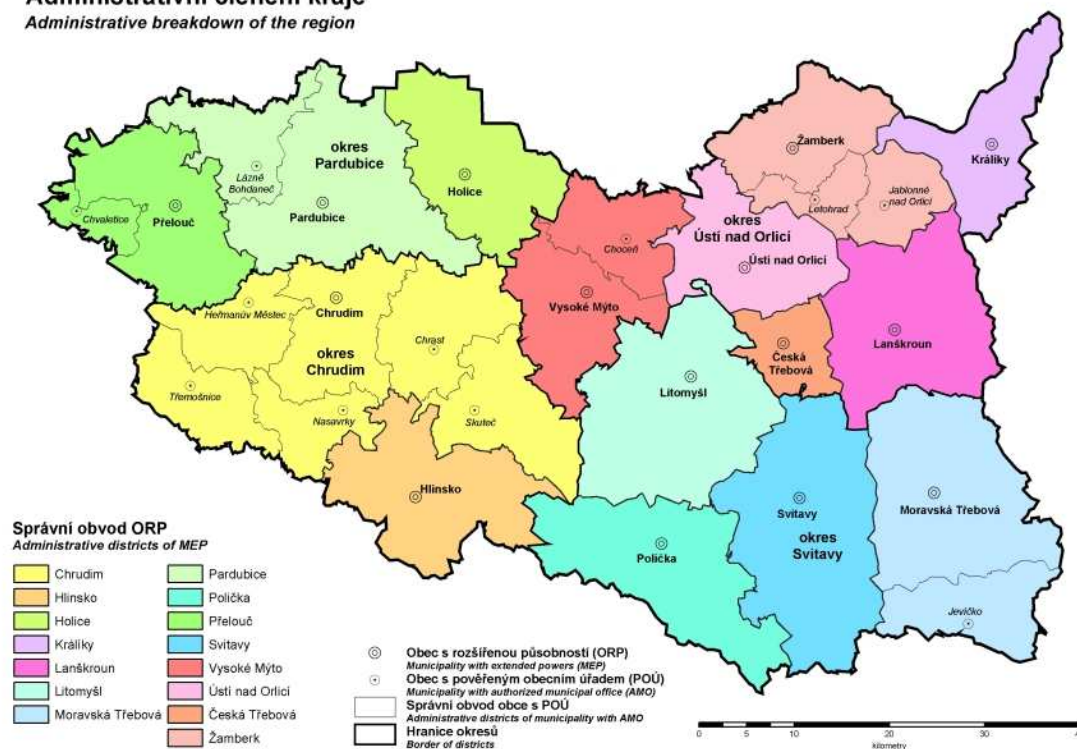 Administrativní členění kraje
Administrative breakdown of the region
Žamberk
Králíky
okres
Pardubice
Lázně
Bohdaneč
Holice
Letohrad
Jablonné
nad Orlicí
Přelouč
Chvaletice
Pardubice
okres
Ústí nad Orlicí
Choceň
Ústí nad Orlicí
Vysoké Mýto
Heřmanův Městec
Chrudim
Chrast
okres
Chrudim
Lanškroun
Česká
Třebová
Litomyšl
Třemošnice
Nasavrky
Skuteč
Hlinsko
Svitavy
Moravská Třebová
okres
Svitavy
Polička
Jevíčko
Správní obvod ORP
Administrative districts of MEP
Chrudim
Hlinsko
Holice
Králíky
Lanškroun
Litomyšl
Moravská Třebová
Pardubice
Polička
Přelouč
Svitavy
Vysoké Mýto
Ústí nad Orlicí
Česká Třebová
Žamberk
Obec s rozšířenou působností (ORP)
Municipality with extended powers (MEP)
Obec s pověřeným obecním úřadem (POÚ)
Municipality with authorized municipal office (AMO)
Správní obvod obce s POÚ
Administrative districts of municipality with AMO
Hranice okresů
Border of districts
0 5 10 20 30
kilometry